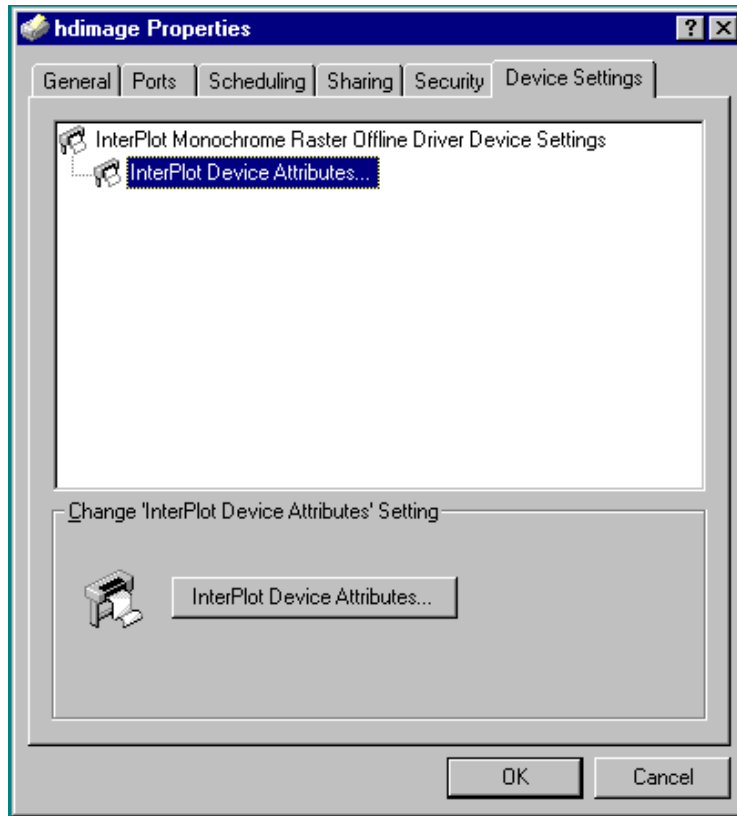 hdimage Properties
General Ports Scheduling Sharing Security Device Settings
InterPlot Monochrome Raster Offline Driver Device Settings
InterPlot Device Attributes...
Change 'InterPlot Device Attributes' Setting
InterPlot Device Attributes...
OK Cancel